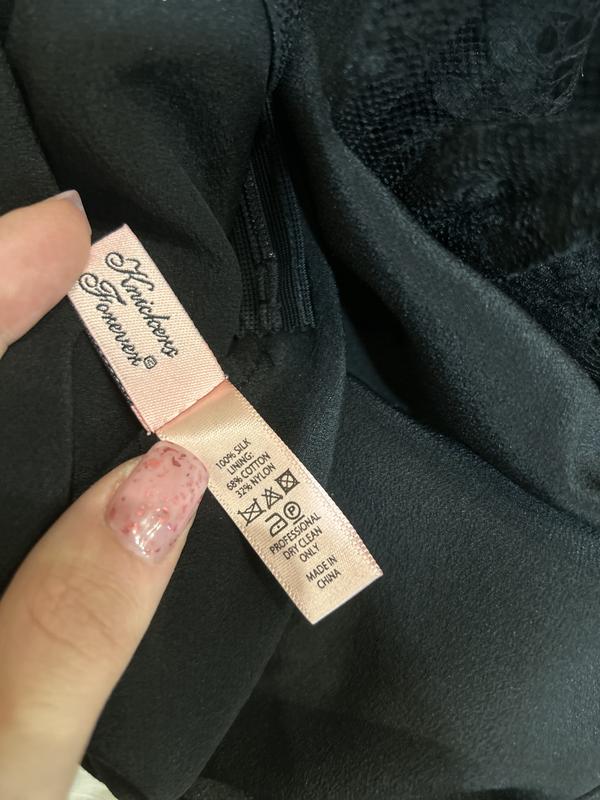 Knickers
Forever®
100% SILK
LINING:
68% COTTON
32% NYLON
P
PROFESSIONAL
DRY CLEAN
ONLY
MADE IN
CHINA